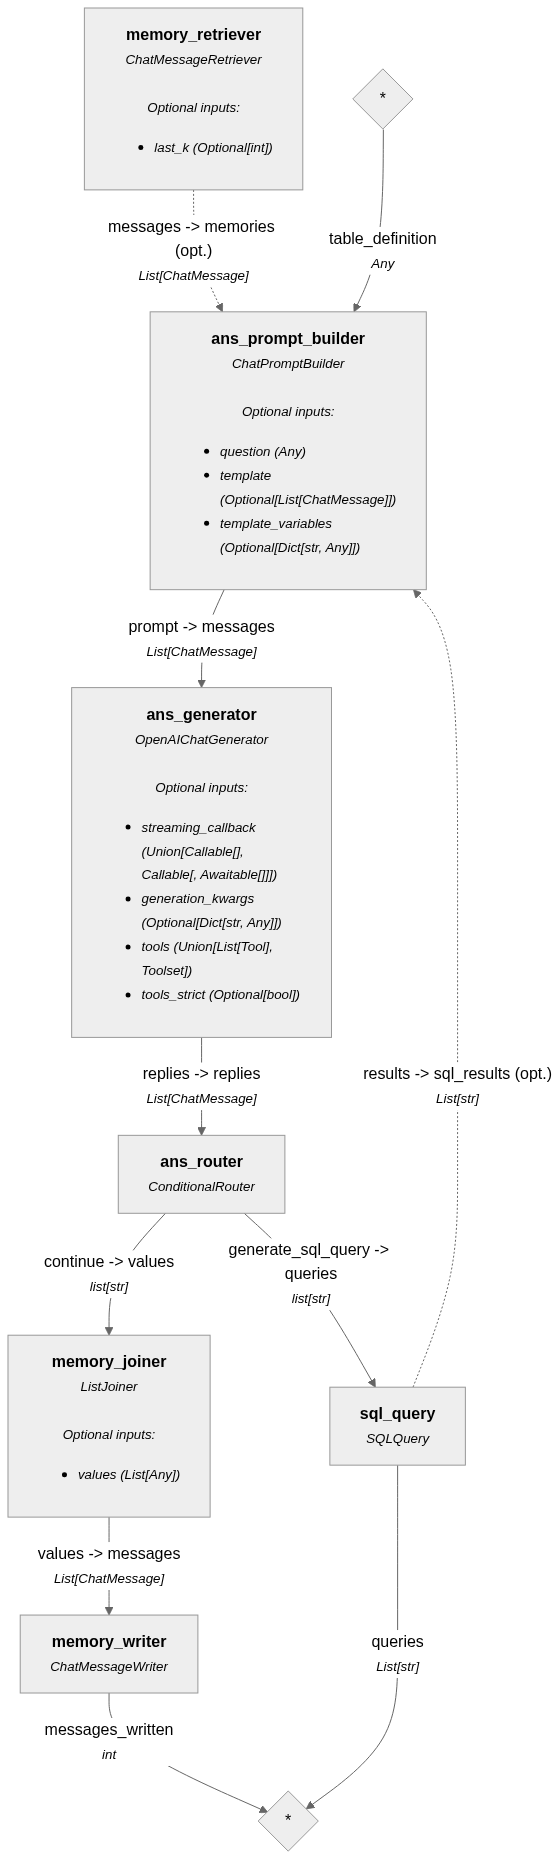 memory_retriever
ChatMessageRetriever
Optional inputs:
• last_k (Optional[int])
*
messages -> memories
(opt.)
List[ChatMessage]
table_definition
Any
ans_prompt_builder
ChatPromptBuilder
Optional inputs:
• question (Any)
• template
(Optional[List[ChatMessage]])
• template_variables
(Optional[Dict[str, Any]])
prompt -> messages
List[ChatMessage]
ans_generator
OpenAIChatGenerator
Optional inputs:
• streaming_callback
(Union[Callable[],
Callable[, Awaitable[]]])
• generation_kwargs
(Optional[Dict[str, Any]])
• tools (Union[List[Tool],
Toolset])
• tools_strict (Optional[bool])
replies -> replies
List[ChatMessage]
results -> sql_results (opt.)
List[str]
ans_router
ConditionalRouter
continue -> values
list[str]
generate_sql_query ->
queries
list[str]
memory_joiner
ListJoiner
Optional inputs:
• values (List[Any])
sql_query
SQLQuery
values -> messages
List[ChatMessage]
memory_writer
ChatMessageWriter
queries
List[str]
messages_written
int
*